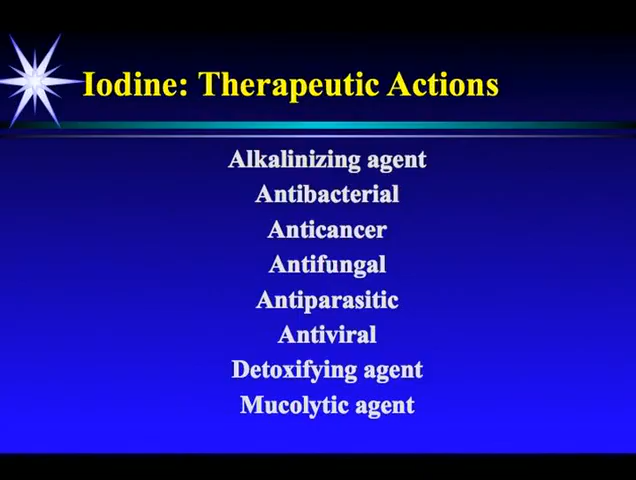 Iodine: Therapeutic Actions
Alkalinizing agent
Antibacterial
Anticancer
Antifungal
Antiparasitic
Antiviral
Detoxifying agent
Mucolytic agent